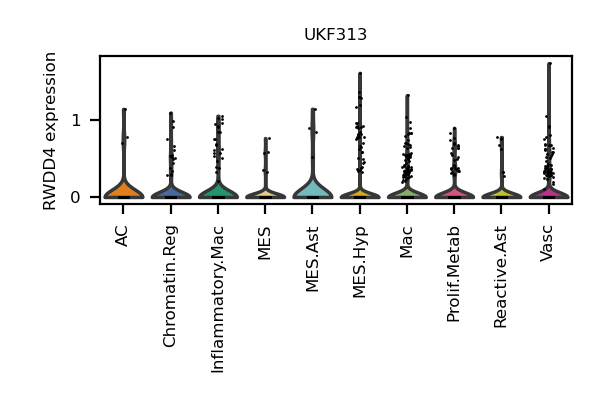 UKF313
RWDD4 expression
1
0
AC
Chromatin.Reg
Inflammatory.Mac
MES
MES.Ast
MES.Hyp
Mac
Prolif.Metab
Reactive.Ast
Vasc